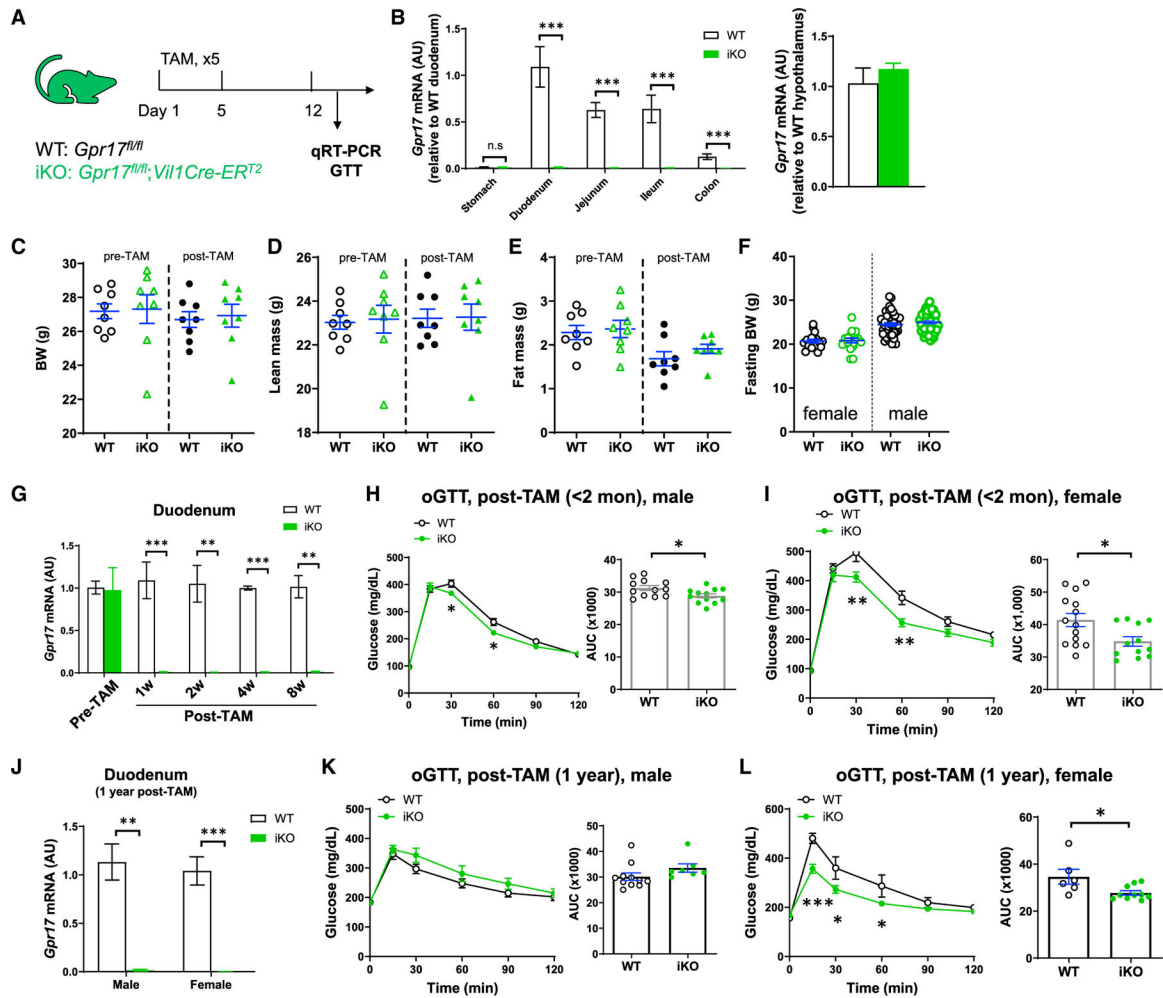 A
TAM, x5
Day 1
5
12
qRT-PCR
GTT
WT: Gpr17fl/fl
iKO: Gpr17fl/fl;Vil1Cre-ERT2
B
Gpr17 mRNA (AU)
(relative to WT duodenum)
1.5
1.0
0.5
0.0
n.s
***
***
***
***
WT
iKO
Stomach
Duodenum
Jejunum
Ileum
Colon
Gpr17 mRNA (AU)
(relative to WT hypothalamus)
1.5
1.0
0.5
0.0
C
pre-TAM
post-TAM
BW (g)
30
28
26
24
22
20
WT
iKO
WT
iKO
D
pre-TAM
post-TAM
Lean mass (g)
26
24
22
20
18
WT
iKO
WT
iKO
E
pre-TAM
post-TAM
Fat mass (g)
4
3
2
1
0
WT
iKO
WT
iKO
F
Fasting BW (g)
40
30
20
10
0
female
male
WT
iKO
WT
iKO
G
Duodenum
WT
iKO
Gpr17 mRNA (AU)
1.5
1.0
0.5
0.0
***
**
***
**
Pre-TAM
1w
2w
4w
8w
Post-TAM
H
oGTT, post-TAM (<2 mon), male
WT
iKO
Glucose (mg/dL)
500
400
300
200
100
0
*
*
0
30
60
90
120
Time (min)
AUC (x1000)
50
40
30
20
10
0
*
WT
iKO
I
oGTT, post-TAM (<2 mon), female
WT
iKO
Glucose (mg/dL)
500
400
300
200
100
0
**
**
0
30
60
90
120
Time (min)
AUC (x1,000)
60
50
40
30
20
*
WT
iKO
J
Duodenum
(1 year post-TAM)
WT
iKO
Gpr17 mRNA (AU)
1.5
1.0
0.5
0.0
**
***
Male
Female
K
oGTT, post-TAM (1 year), male
WT
iKO
Glucose (mg/dL)
500
400
300
200
100
0
0
30
60
90
120
Time (min)
AUC (x1000)
50
40
30
20
10
0
WT
iKO
L
oGTT, post-TAM (1 year), female
WT
iKO
Glucose (mg/dL)
600
400
200
0
***
*
*
0
30
60
90
120
Time (min)
AUC (x1000)
60
40
20
0
*
WT
iKO